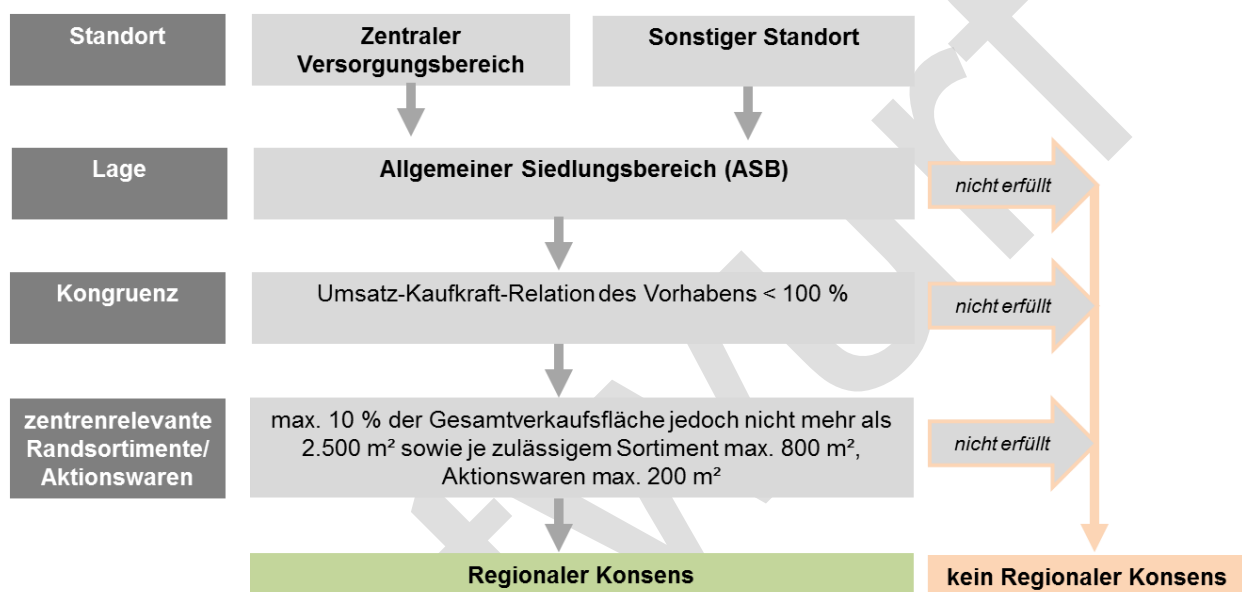 Standort
Zentraler
Versorgungsbereich
Sonstiger Standort
Lage
Allgemeiner Siedlungsbereich (ASB)
nicht erfüllt
Kongruenz
Umsatz-Kaufkraft-Relation des Vorhabens < 100 %
nicht erfüllt
zentrenrelevante
Randsortimente/
Aktionswaren
max. 10 % der Gesamtverkaufsfläche jedoch nicht mehr als
2.500 m² sowie je zulässigem Sortiment max. 800 m²,
Aktionswaren max. 200 m²
nicht erfüllt
Regionaler Konsens
kein Regionaler Konsens